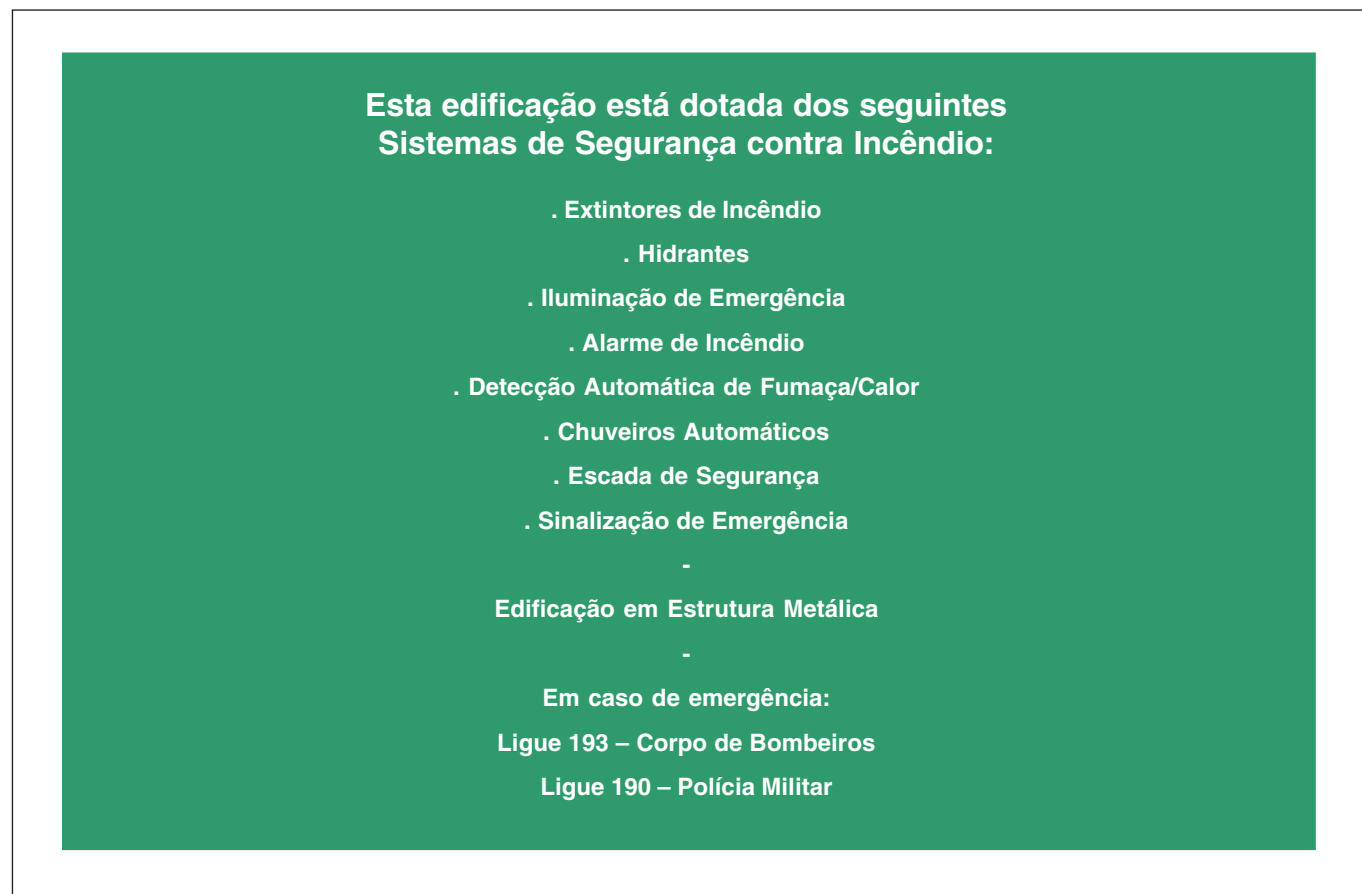 Esta edificação está dotada dos seguintes
Sistemas de Segurança contra Incêndio:
. Extintores de Incêndio
. Hidrantes
. Iluminação de Emergência
. Alarme de Incêndio
. Detecção Automática de Fumaça/Calor
. Chuveiros Automáticos
. Escada de Segurança
. Sinalização de Emergência
-
Edificação em Estrutura Metálica
-
Em caso de emergência:
Ligue 193 – Corpo de Bombeiros
Ligue 190 – Polícia Militar